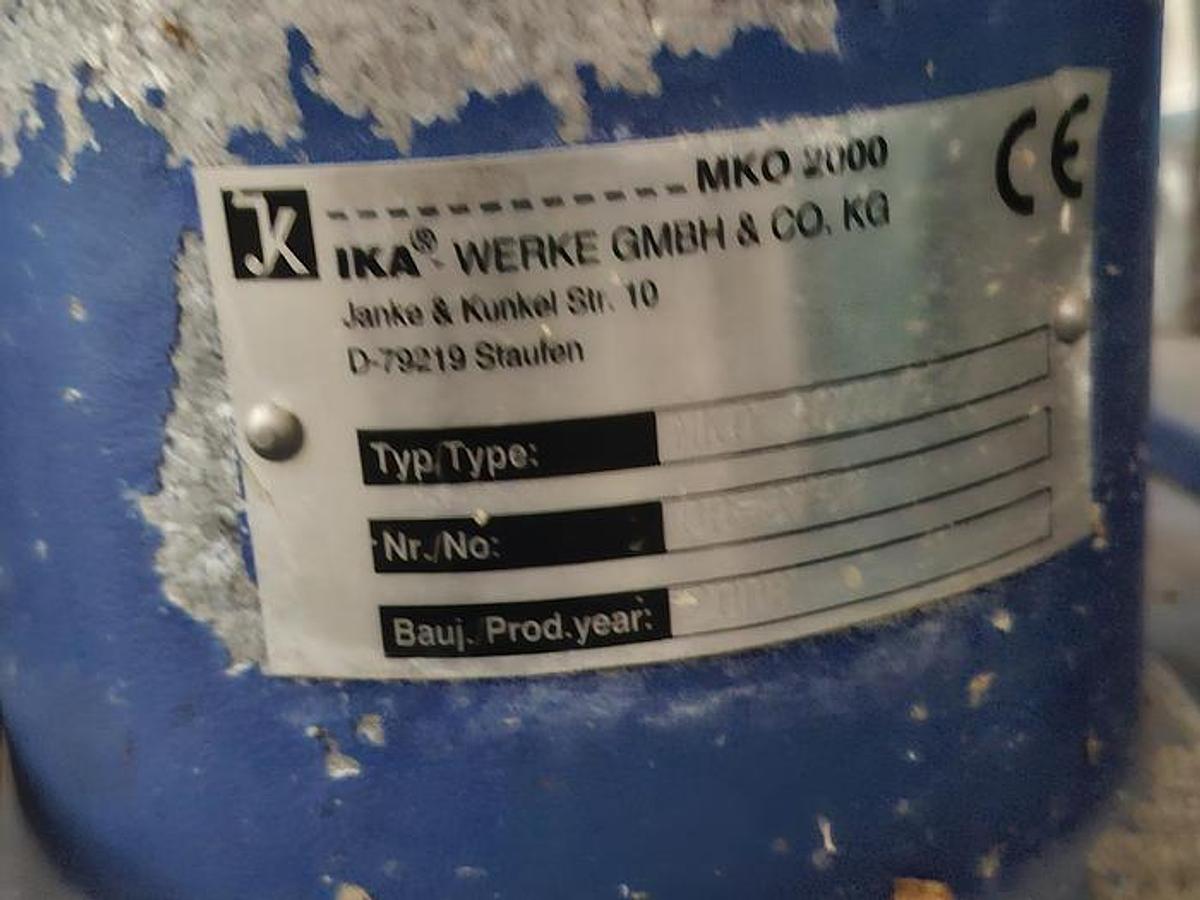 JK
MKO 2000
IKA®- WERKE GMBH & CO. KG
Janke & Kunkel Str. 10
D-79219 Staufen
CE
Typ/Type:
Nr./No:
Bauj. Prod.year: